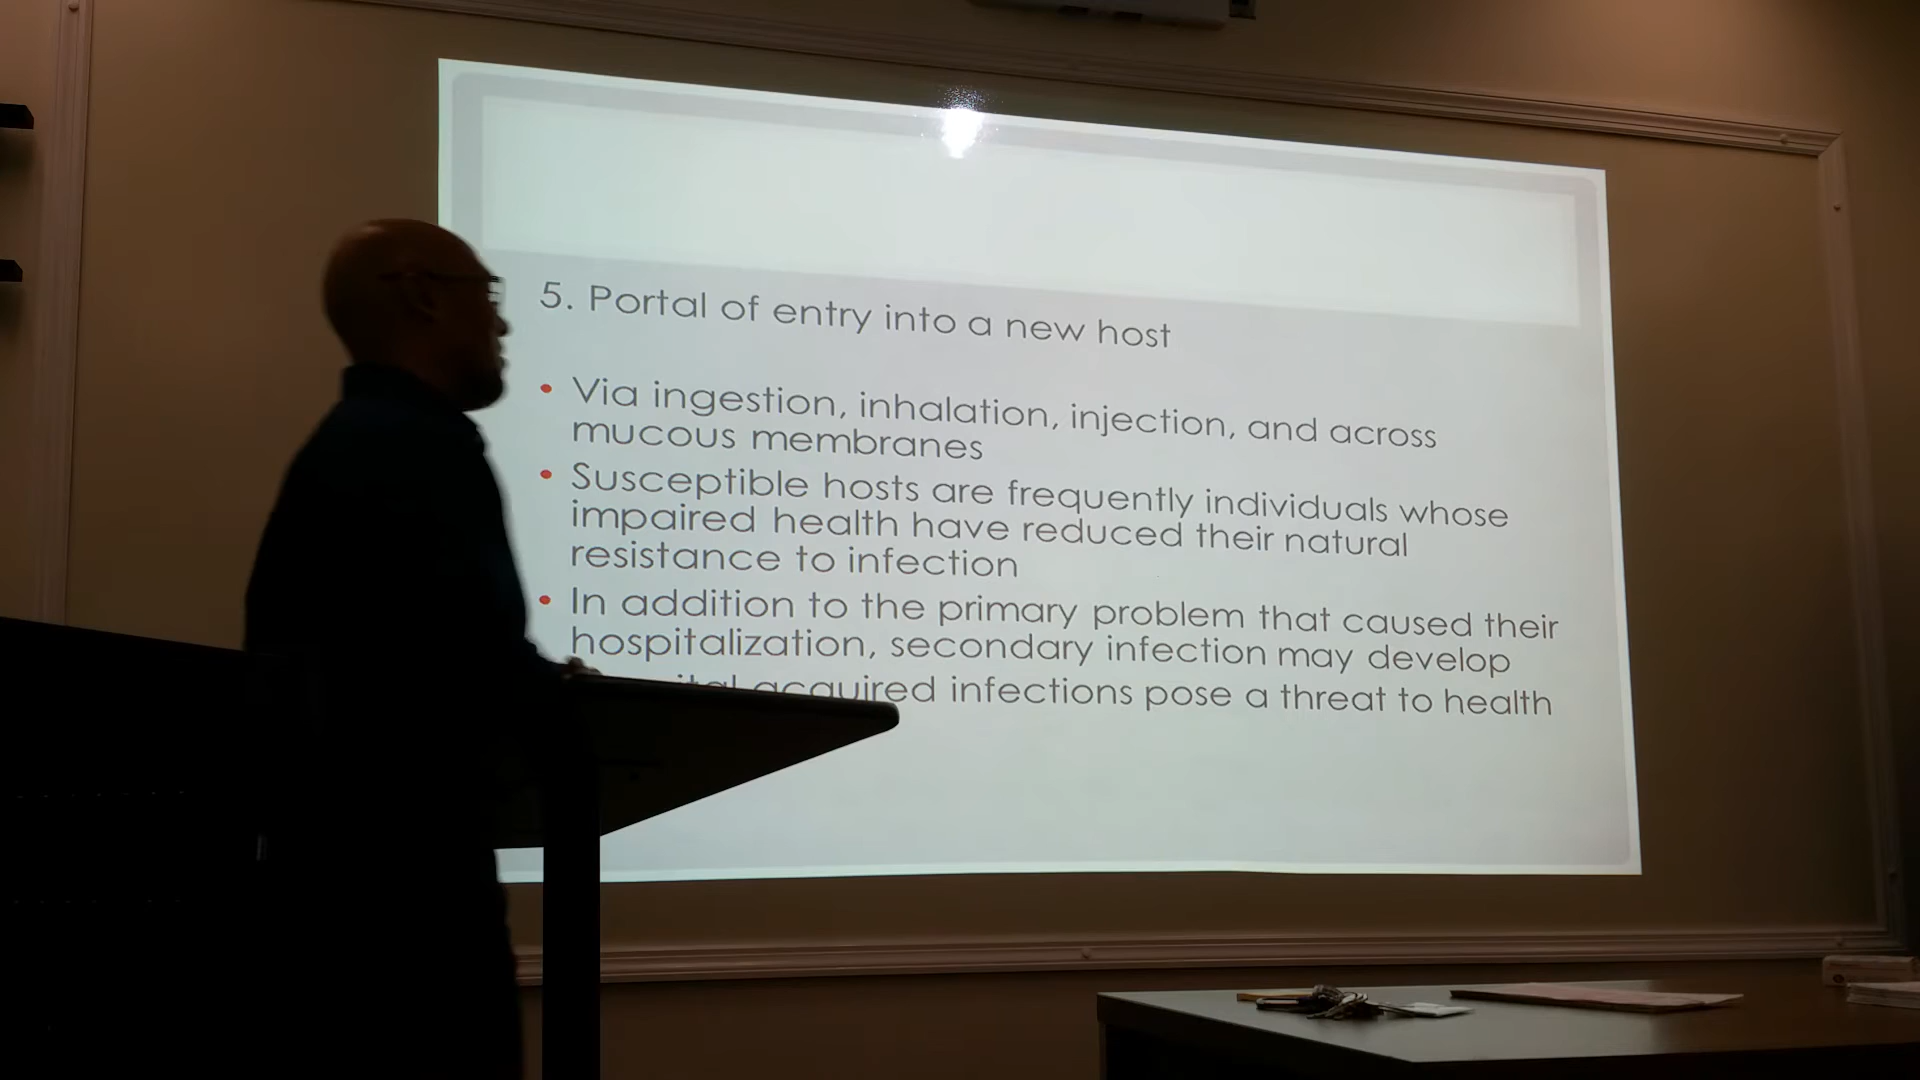 5. Portal of entry into a new host
• Via ingestion, inhalation, injection, and across
mucous membranes
• Susceptible hosts are frequently individuals whose
impaired health have reduced their natural
resistance to infection
• In addition to the primary problem that caused their
hospitalization, secondary infection may develop
acquired infections pose a threat to health